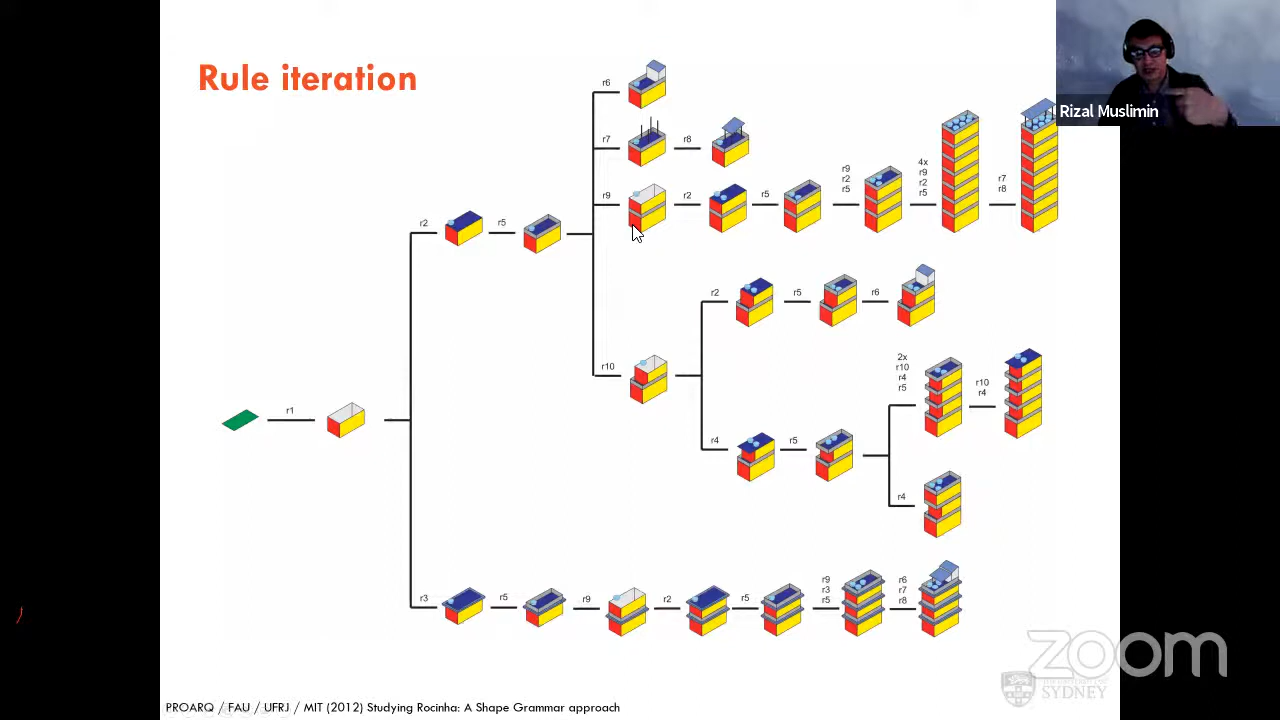 Rule iteration
Rizal Muslimin
r6
r7
r8
r9
r2
r5
r9
r2
r5
4x
r9
r2
r5
r7
r8
r2
r5
r10
r2
r5
r6
r4
r5
2x
r10
r4
r5
r10
r4
r4
r1
r3
r5
r9
r2
r5
r9
r3
r5
r6
r7
r8
zoom
THE UNIVERSITY OF
SYDNEY
PROARQ / FAU / UFRJ / MIT (2012) Studying Rocinha: A Shape Grammar approach